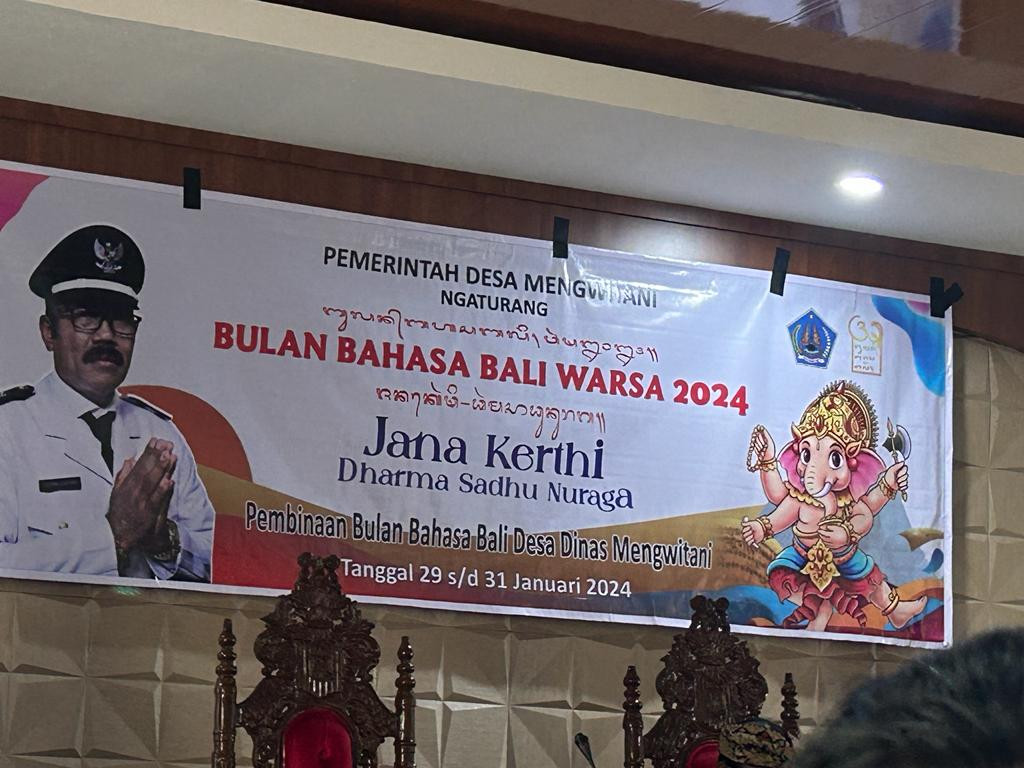 PEMERINTAH DESA MENGWITANI
NGATURANG
BULAN BAHASA BALI WARSA 2024
Jana Kerthi
Dharma Sadhu Nuraga
Pembinaan Bulan Bahasa Bali Desa Dinas Mengwitani
Tanggal 29 s/d 31 Januari 2024